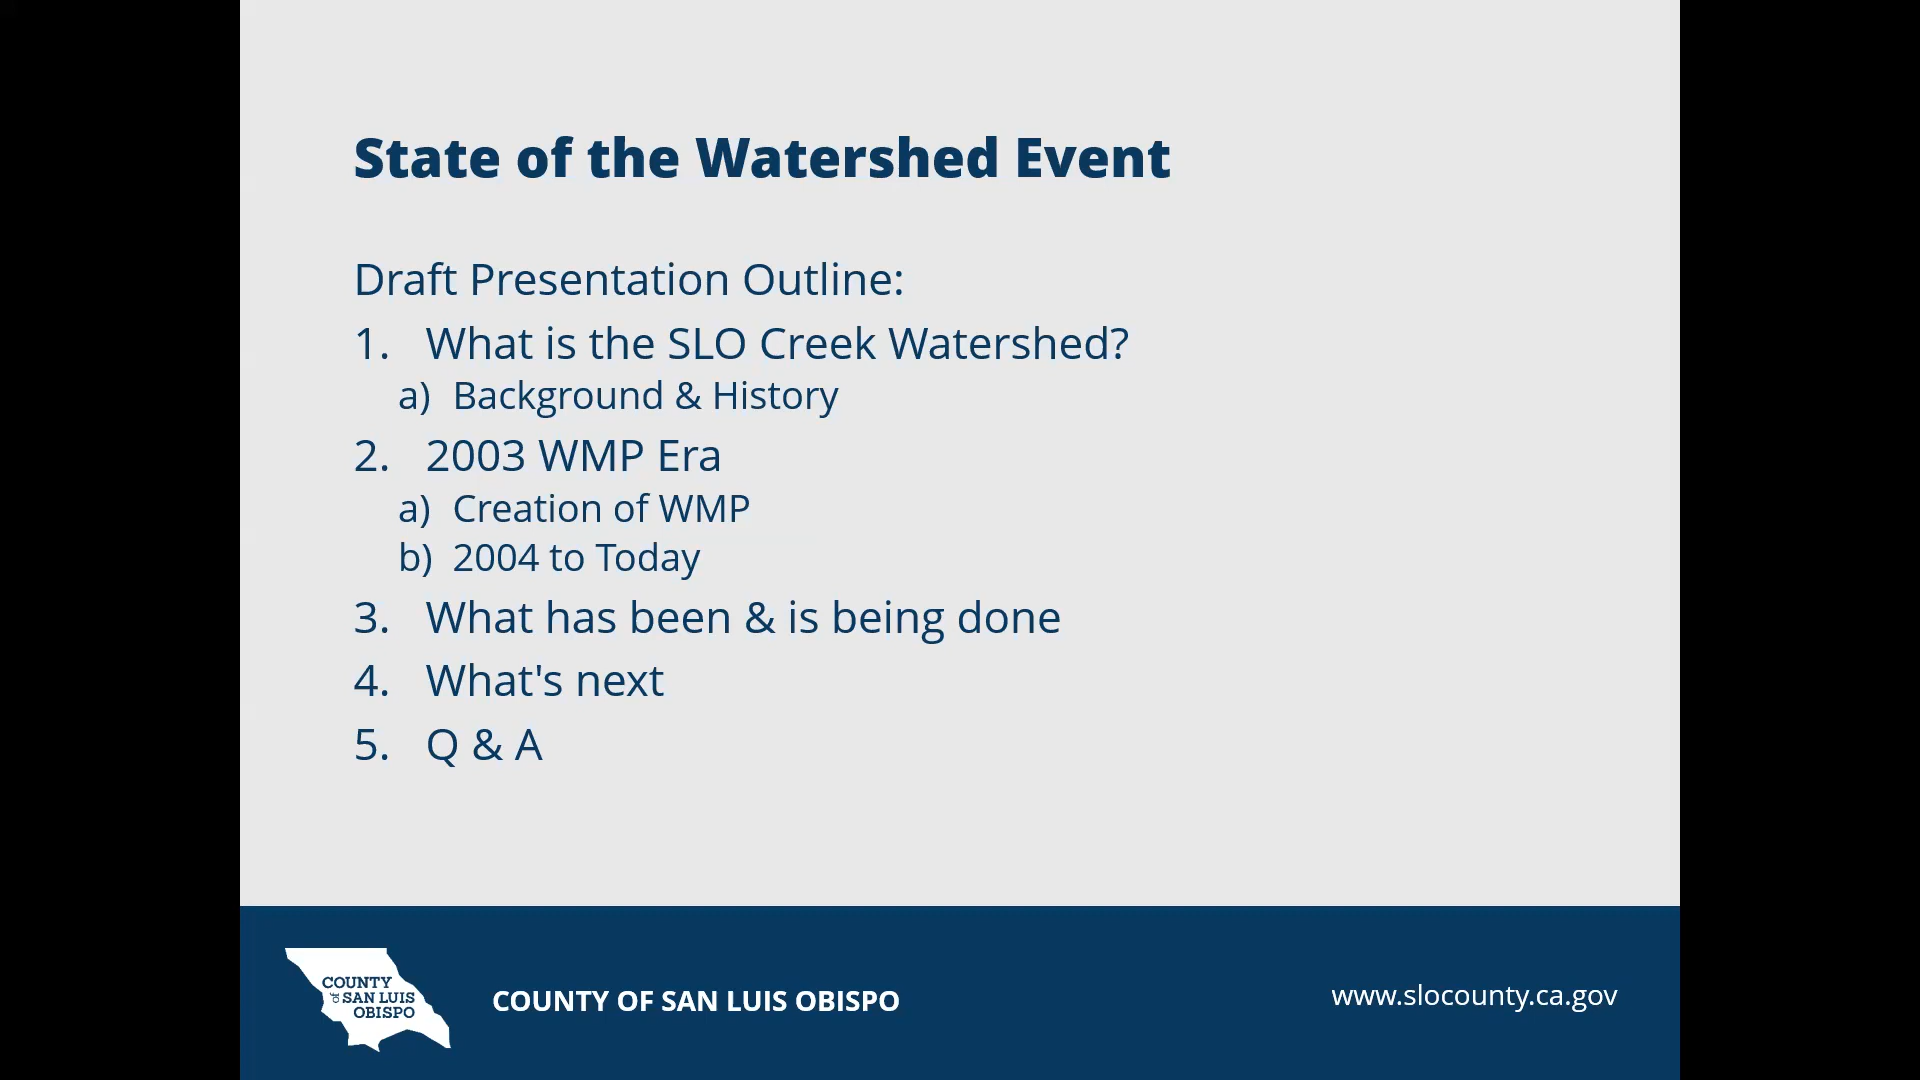 State of the Watershed Event
Draft Presentation Outline:
1. What is the SLO Creek Watershed?
a) Background & History
2. 2003 WMP Era
a) Creation of WMP
b) 2004 to Today
3. What has been & is being done
4. What's next
5. Q & A
COUNTY
OF SAN LUIS
OBISPO
COUNTY OF SAN LUIS OBISPO
www.slocounty.ca.gov